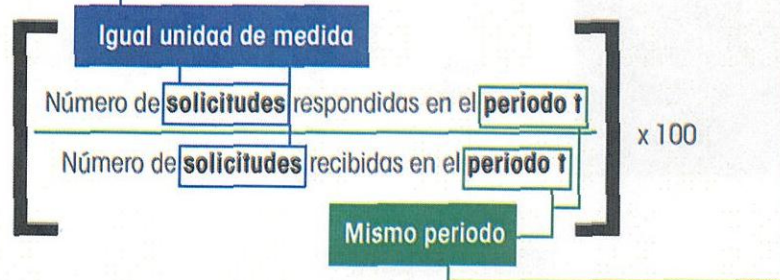 Igual unidad de medida
Número de solicitudes respondidas en el periodo t
Número de solicitudes recibidas en el periodo t
x 100
Mismo periodo